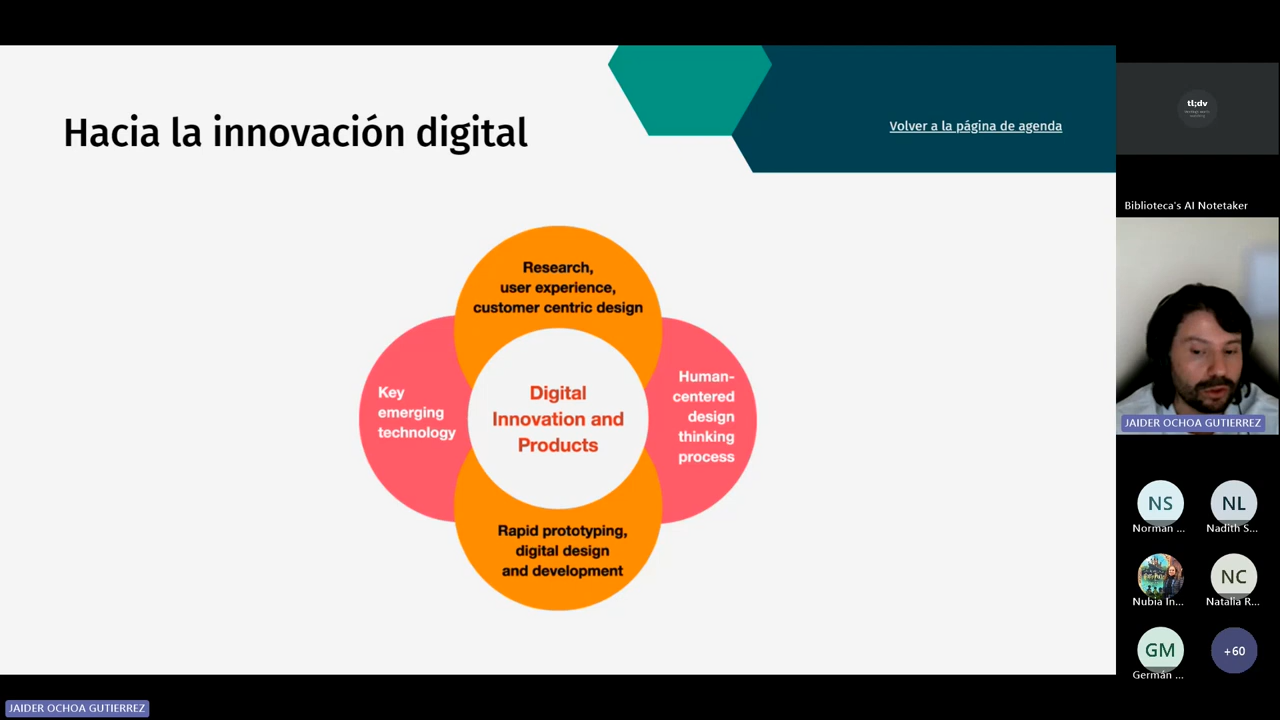 Hacia la innovación digital
Volver a la página de agenda
Research,
user experience,
customer centric design
Key
emerging
technology
Digital
Innovation and
Products
Human-
centered
design
thinking
process
Rapid prototyping,
digital design
and development
tl;dv
Biblioteca's AI Notetaker
JAIDER OCHOA GUTIERREZ
NS
NL
Norman ...
Nadith S...
NC
Nubia In...
Natalia R...
GM
+60
Germán ...
JAIDER OCHOA GUTIERREZ